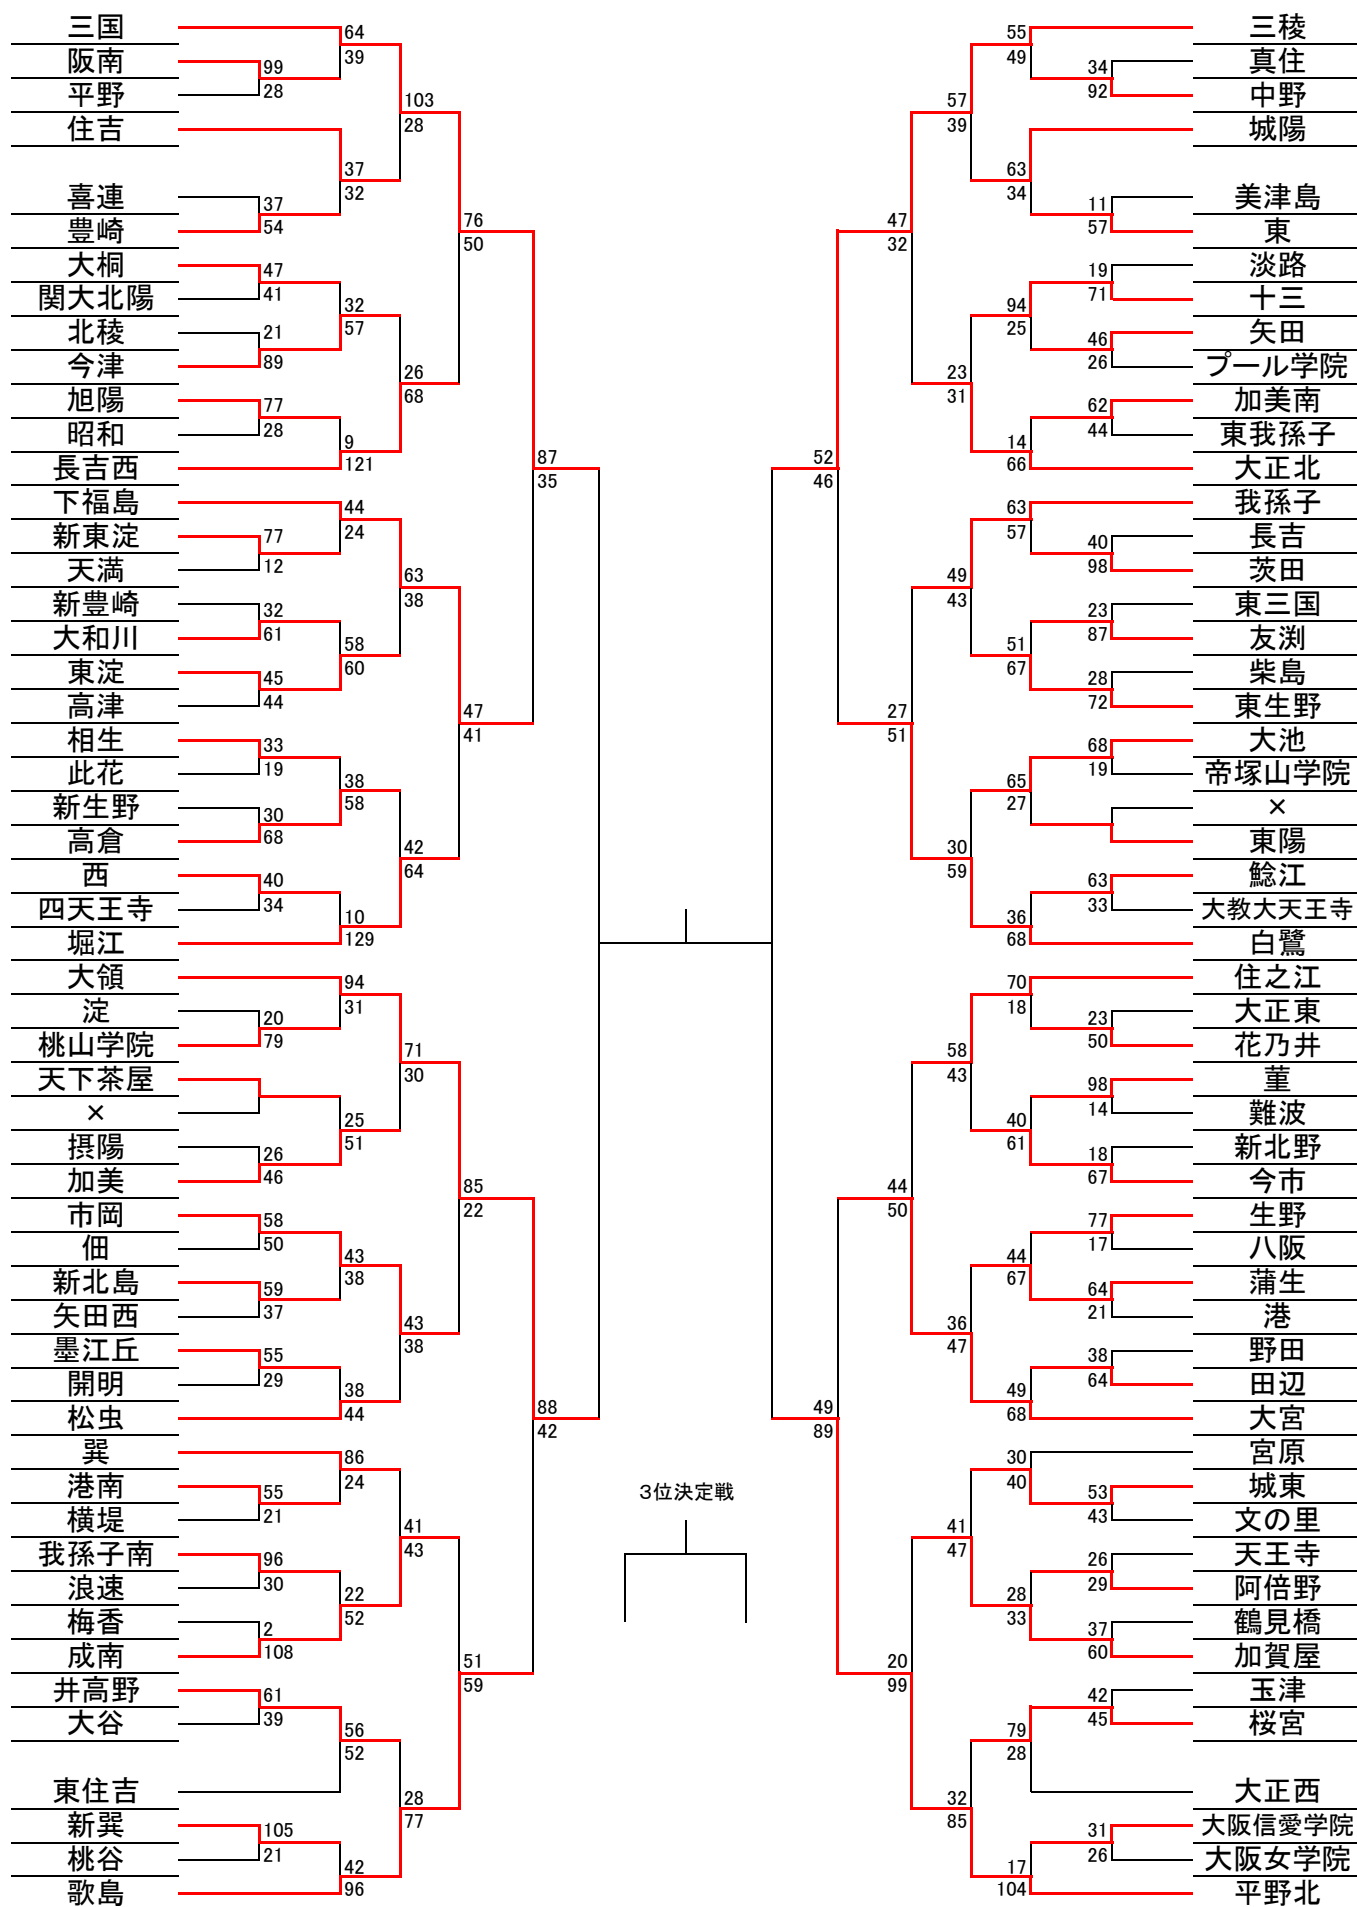 三国
64
三稜
55
阪南
99
39
真住
34
49
平野
28
中野
92
103
57
住吉
28
城陽
39
37
63
喜連
37
32
美津島
11
34
豊崎
54
東
57
76
47
50
32
大桐
47
淡路
19
関大北陽
41
十三
71
32
94
北稜
21
57
矢田
46
25
今津
89
プール学院
26
26
23
旭陽
77
68
加美南
62
31
昭和
28
東我孫子
44
9
14
長吉西
121
大正北
66
87
52
35
46
下福島
44
我孫子
63
新東淀
77
24
長吉
40
57
天満
12
茨田
98
63
49
新豊崎
32
38
東三国
23
43
大和川
61
友渕
87
58
51
東淀
45
60
柴島
28
67
高津
44
東生野
72
47
27
相生
33
41
大池
68
51
此花
19
帝塚山学院
19
38
65
新生野
30
58
×
27
高倉
68
東陽
42
30
西
40
64
鯰江
63
59
四天王寺
34
大教大天王寺
33
10
36
堀江
129
白鷺
68
大領
94
住之江
70
淀
20
31
大正東
23
18
桃山学院
79
花乃井
50
71
58
天下茶屋
30
菫
98
43
×
難波
14
25
40
摂陽
26
51
新北野
18
61
加美
46
今市
67
85
44
市岡
58
22
生野
77
50
佃
50
八阪
17
43
44
新北島
59
38
蒲生
64
67
矢田西
37
港
21
43
36
墨江丘
55
38
野田
38
47
開明
29
田辺
64
38
49
松虫
44
大宮
68
88
49
42
89
巽
86
宮原
30
港南
55
24
城東
53
40
横堤
21
文の里
43
3位決定戦
41
41
我孫子南
96
43
天王寺
26
47
浪速
30
阿倍野
29
22
28
梅香
2
52
鶴見橋
37
33
成南
108
加賀屋
60
51
20
井高野
61
59
玉津
42
99
大谷
39
桜宮
45
56
79
52
28
東住吉
大正西
28
32
新巽
105
77
大阪信愛学院
31
85
桃谷
21
大阪女学院
26
42
17
歌島
96
平野北
104